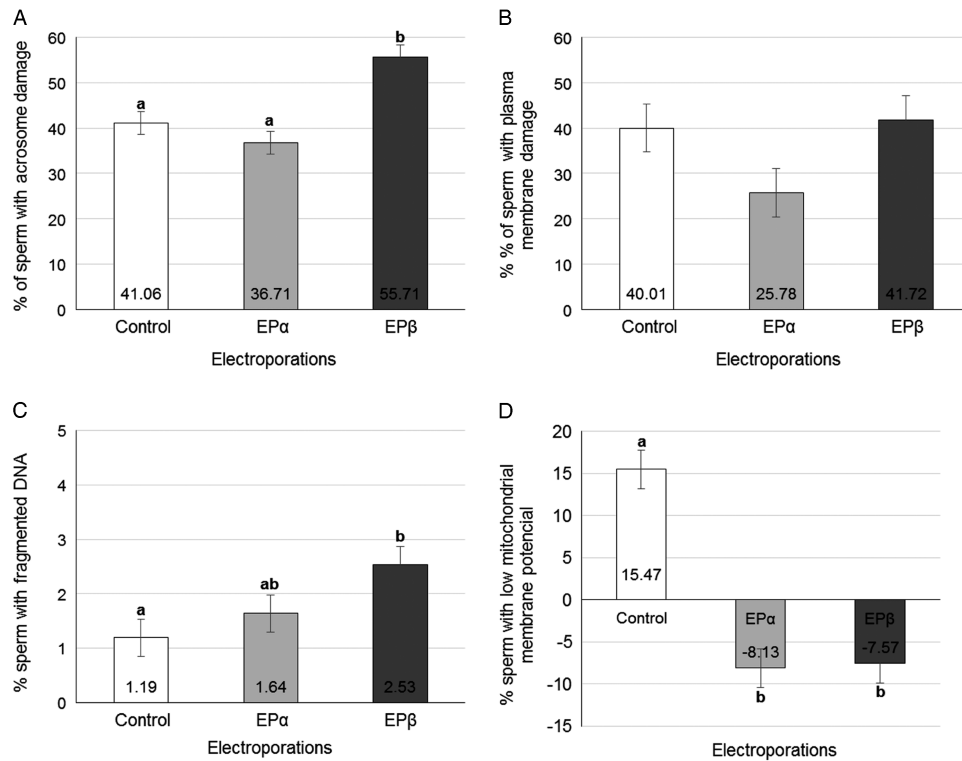 A
% of sperm with acrosome damage
60
50
40
30
20
10
0
a
a
b
41.06
36.71
55.71
Control
EPα
EPβ
Electroporations
B
% % of sperm with plasma
membrane damage
60
50
40
30
20
10
0
40.01
25.78
41.72
Control
EPα
EPβ
Electroporations
C
% sperm with fragmented DNA
5
4
3
2
1
0
a
ab
b
1.19
1.64
2.53
Control
EPα
EPβ
Electroporations
D
% sperm with low mitochondrial
membrane potencial
20
15
10
5
0
-5
-10
-15
a
15.47
Control
EPα
EPβ
-8.13
-7.57
b
b
Electroporations